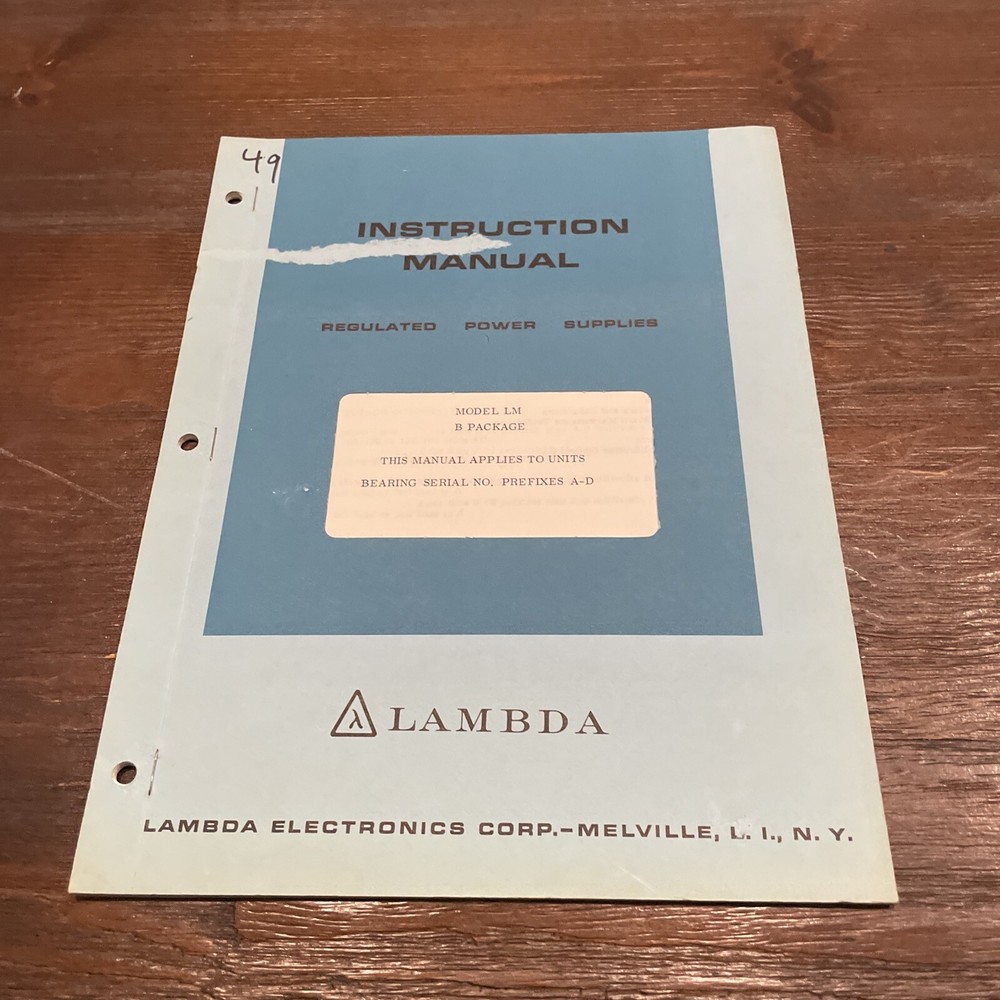 49
INSTRUCTION
MANUAL
REGULATED POWER SUPPLIES
MODEL LM
B PACKAGE
THIS MANUAL APPLIES TO UNITS
BEARING SERIAL NO. PREFIXES A-D
λ LAMBDA
LAMBDA ELECTRONICS CORP.-MELVILLE, L. I., N. Y.